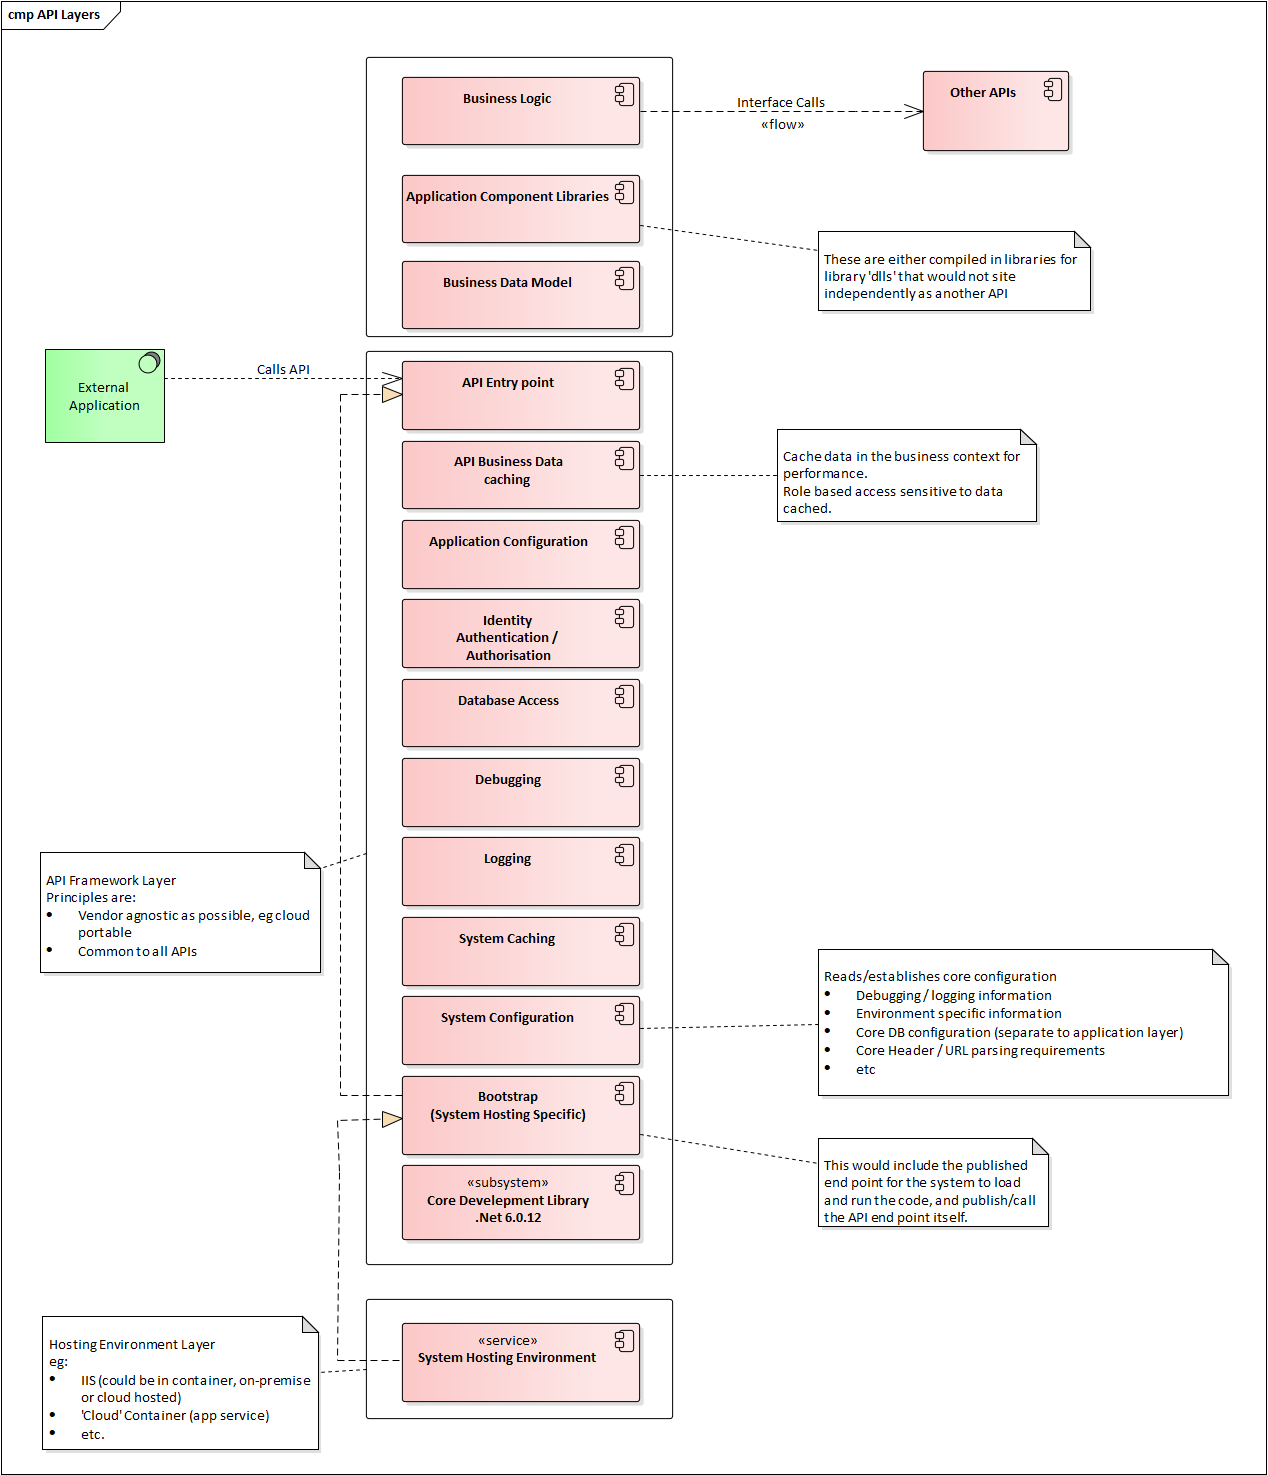 cmp API Layers
Business Logic
Interface Calls
«flow»
Other APIs
Application Component Libraries
These are either compiled in libraries for
library 'dlls' that would not site
independently as another API
Business Data Model
External
Application
Calls API
API Entry point
API Business Data
caching
Cache data in the business context for
performance.
Role based access sensitive to data
cached.
Application Configuration
Identity
Authentication /
Authorisation
Database Access
Debugging
Logging
API Framework Layer
Principles are:
• Vendor agnostic as possible, eg cloud
portable
• Common to all APIs
System Caching
System Configuration
Reads/establishes core configuration
• Debugging / logging information
• Environment specific information
• Core DB configuration (separate to application layer)
• Core Header / URL parsing requirements
• etc
Bootstrap
(System Hosting Specific)
This would include the published
end point for the system to load
and run the code, and publish/call
the API end point itself.
«subsystem»
Core Development Library
.Net 6.0.12
«service»
System Hosting Environment
Hosting Environment Layer
eg:
• IIS (could be in container, on-premise
or cloud hosted)
• 'Cloud' Container (app service)
• etc.